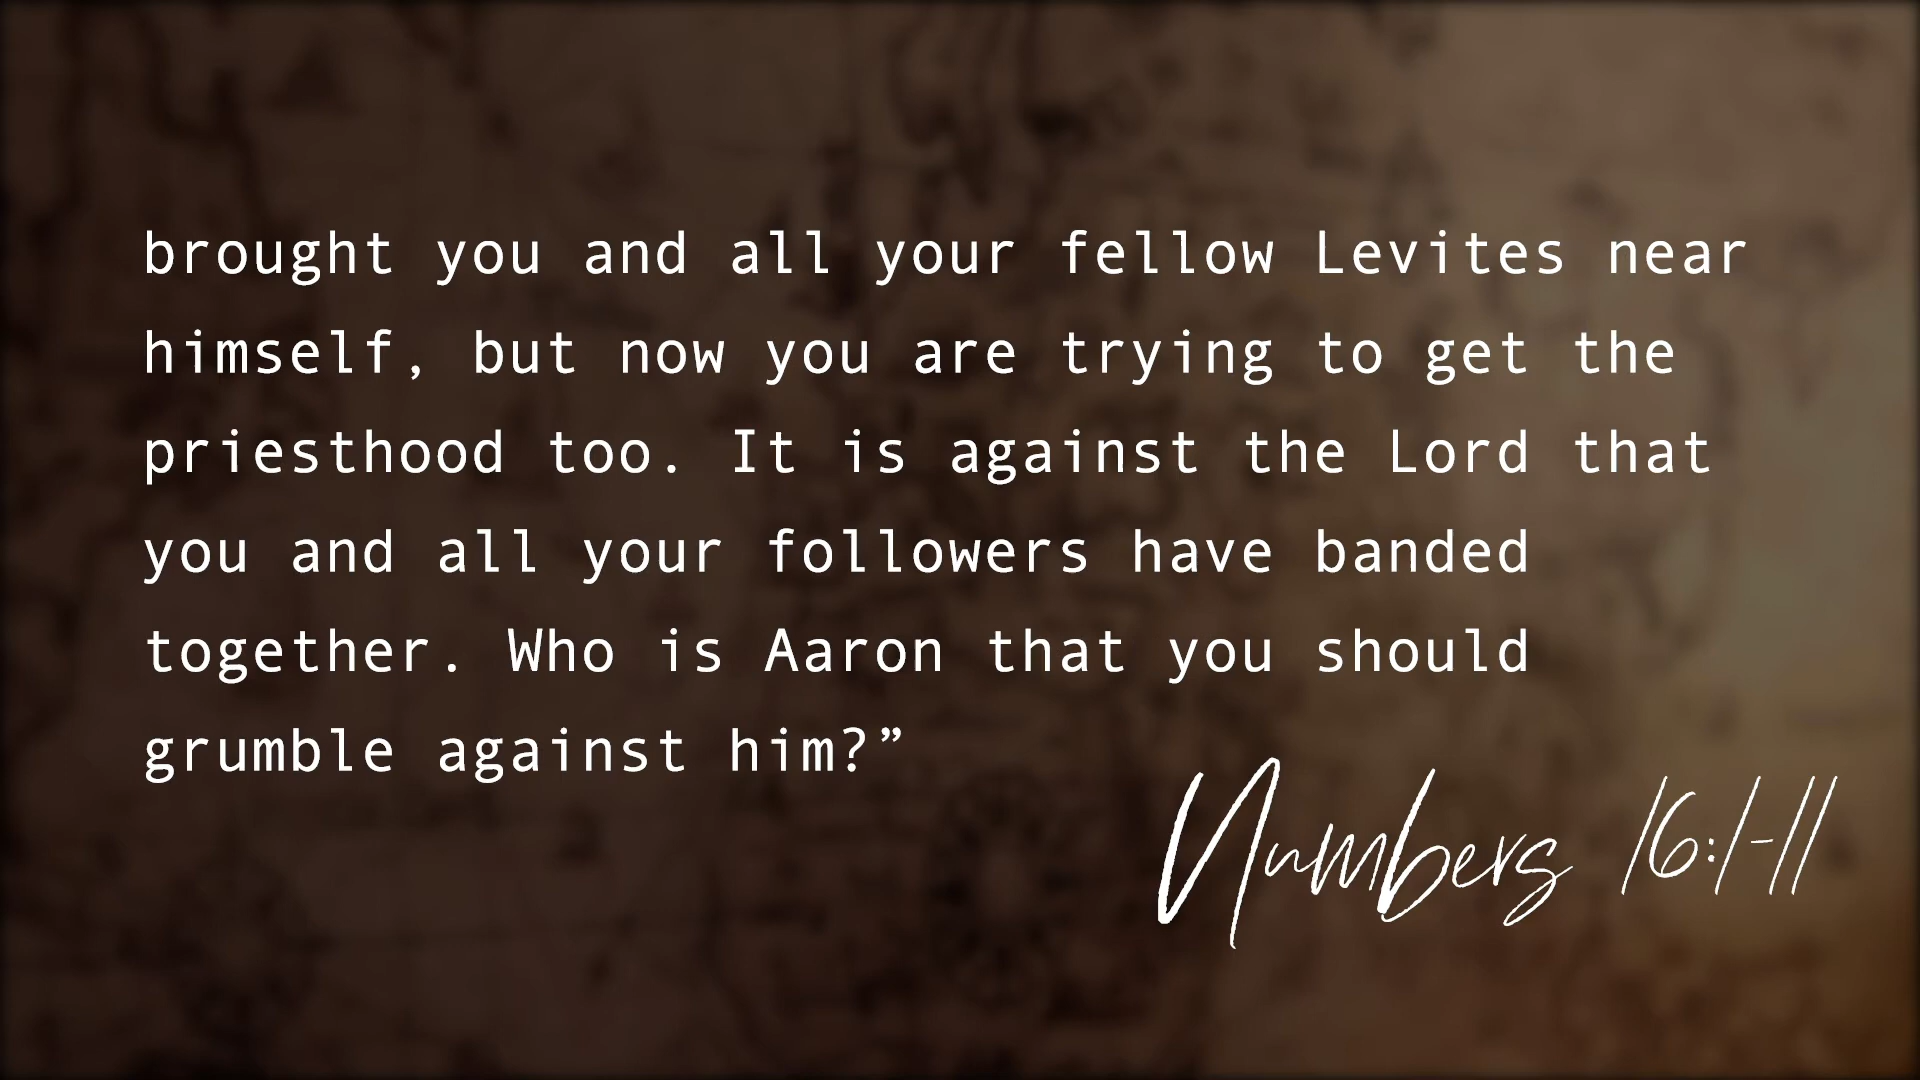 brought you and all your fellow Levites near
himself, but now you are trying to get the
priesthood too. It is against the Lord that
you and all your followers have banded
together. Who is Aaron that you should
grumble against him?”
Numbers 16:1-11